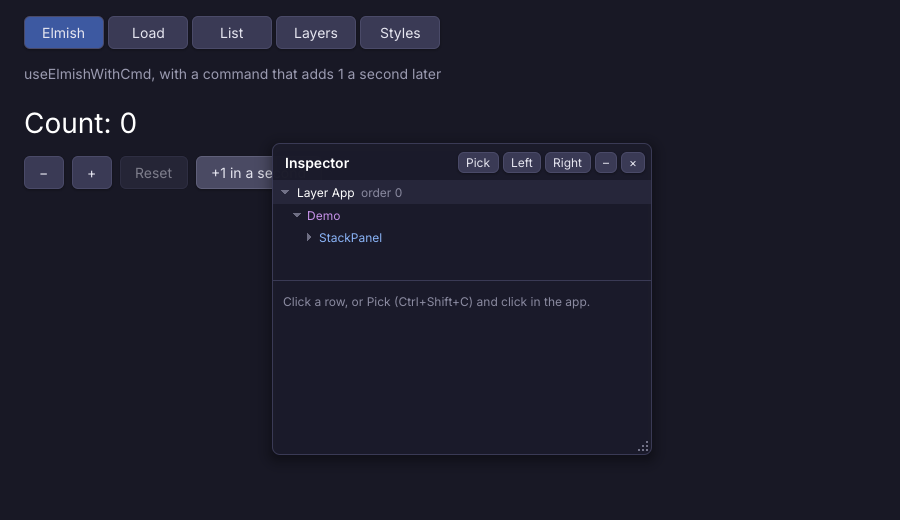 Elmish Load List Layers Styles
useElmishWithCmd, with a command that adds 1 a second later
Count: 0
− + Reset +1 in a se
Inspector Pick Left Right − ×
Layer App order 0
Demo
StackPanel
Click a row, or Pick (Ctrl+Shift+C) and click in the app.